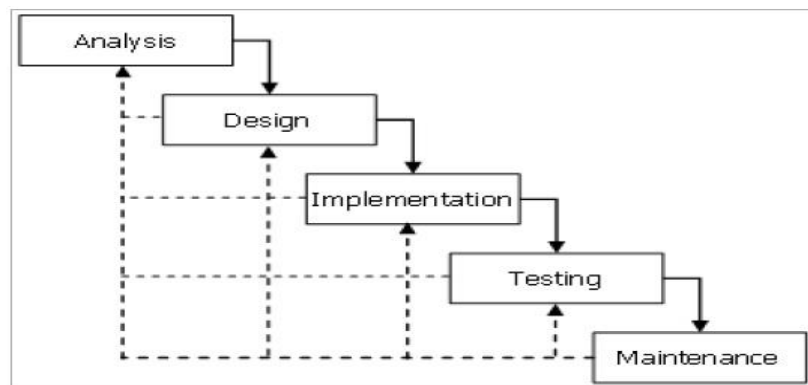 Analysis
Design
Implementation
Testing
Maintenance